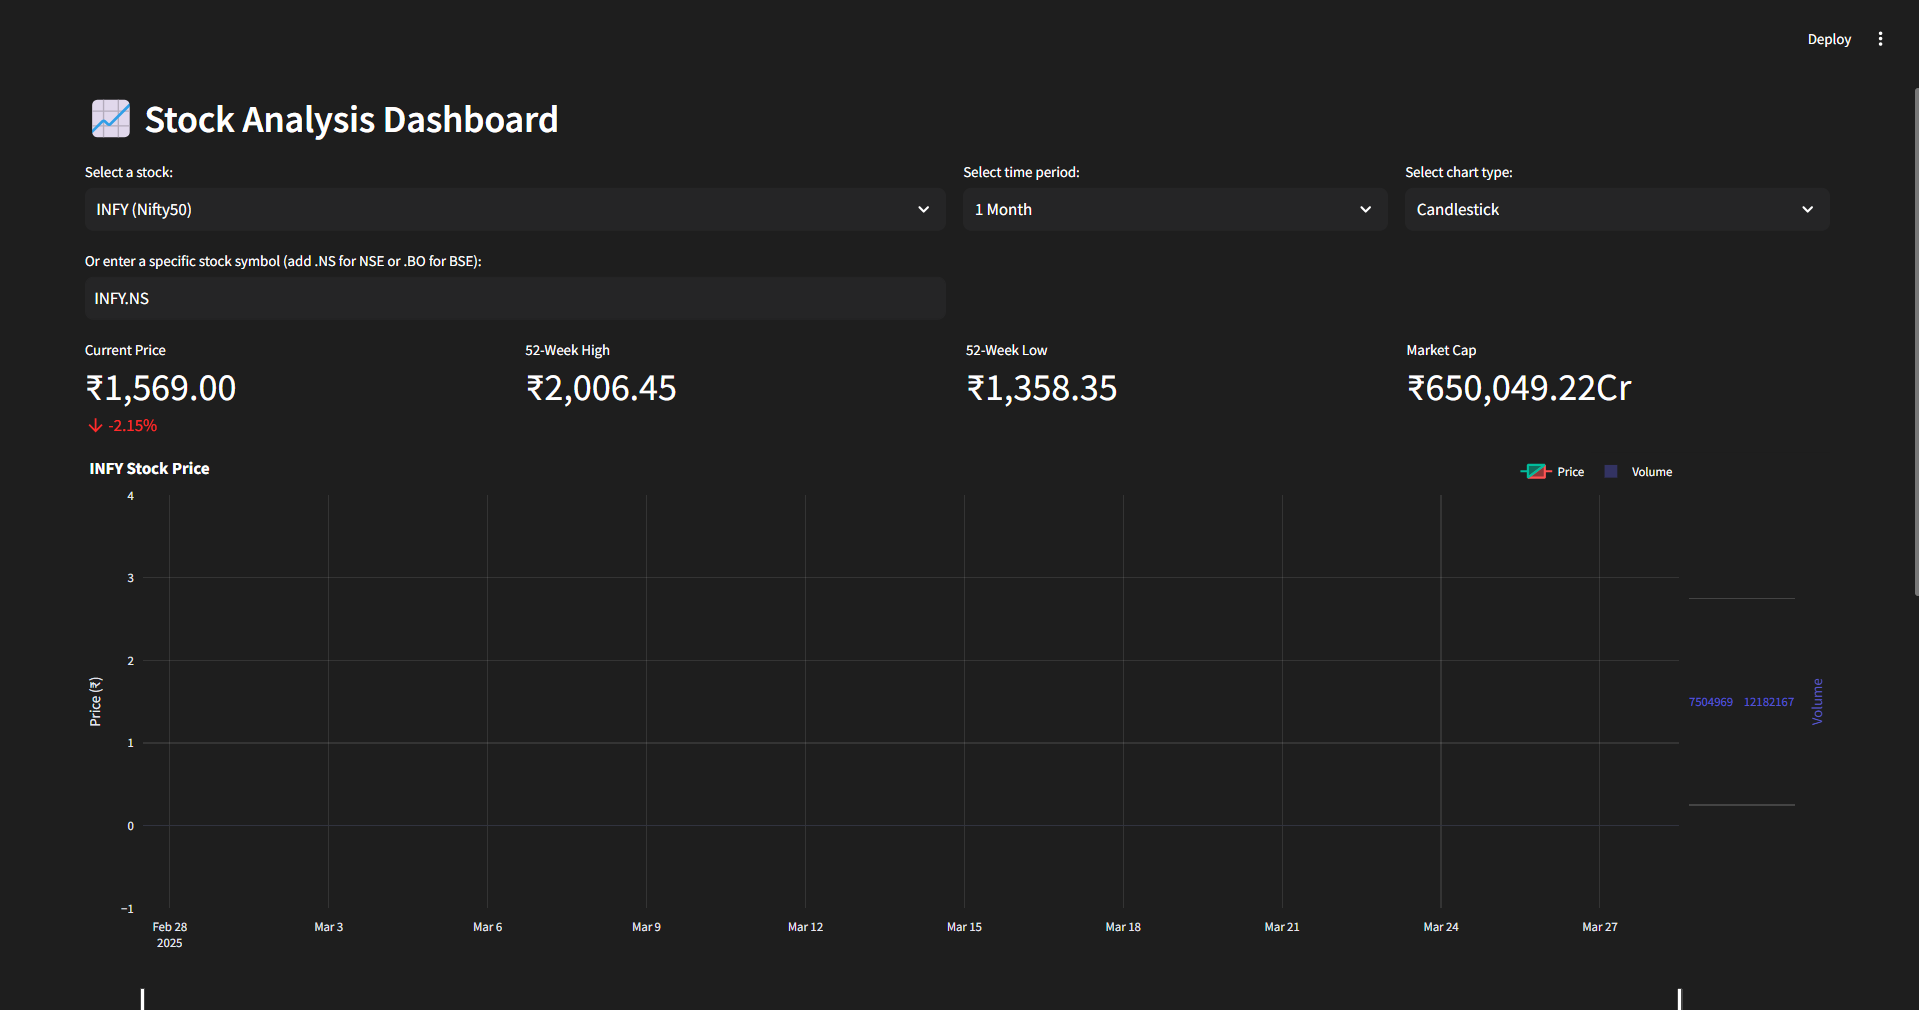 Deploy
Stock Analysis Dashboard
Select a stock:
Select time period:
Select chart type:
INFY (Nifty50)
1 Month
Candlestick
Or enter a specific stock symbol (add .NS for NSE or .BO for BSE):
INFY.NS
Current Price
52-Week High
52-Week Low
Market Cap
₹1,569.00
₹2,006.45
₹1,358.35
₹650,049.22Cr
-2.15%
INFY Stock Price
Price
Volume
4
3
2
1
0
−1
Price (₹)
7504969
12182167
Volume
Feb 28
2025
Mar 3
Mar 6
Mar 9
Mar 12
Mar 15
Mar 18
Mar 21
Mar 24
Mar 27